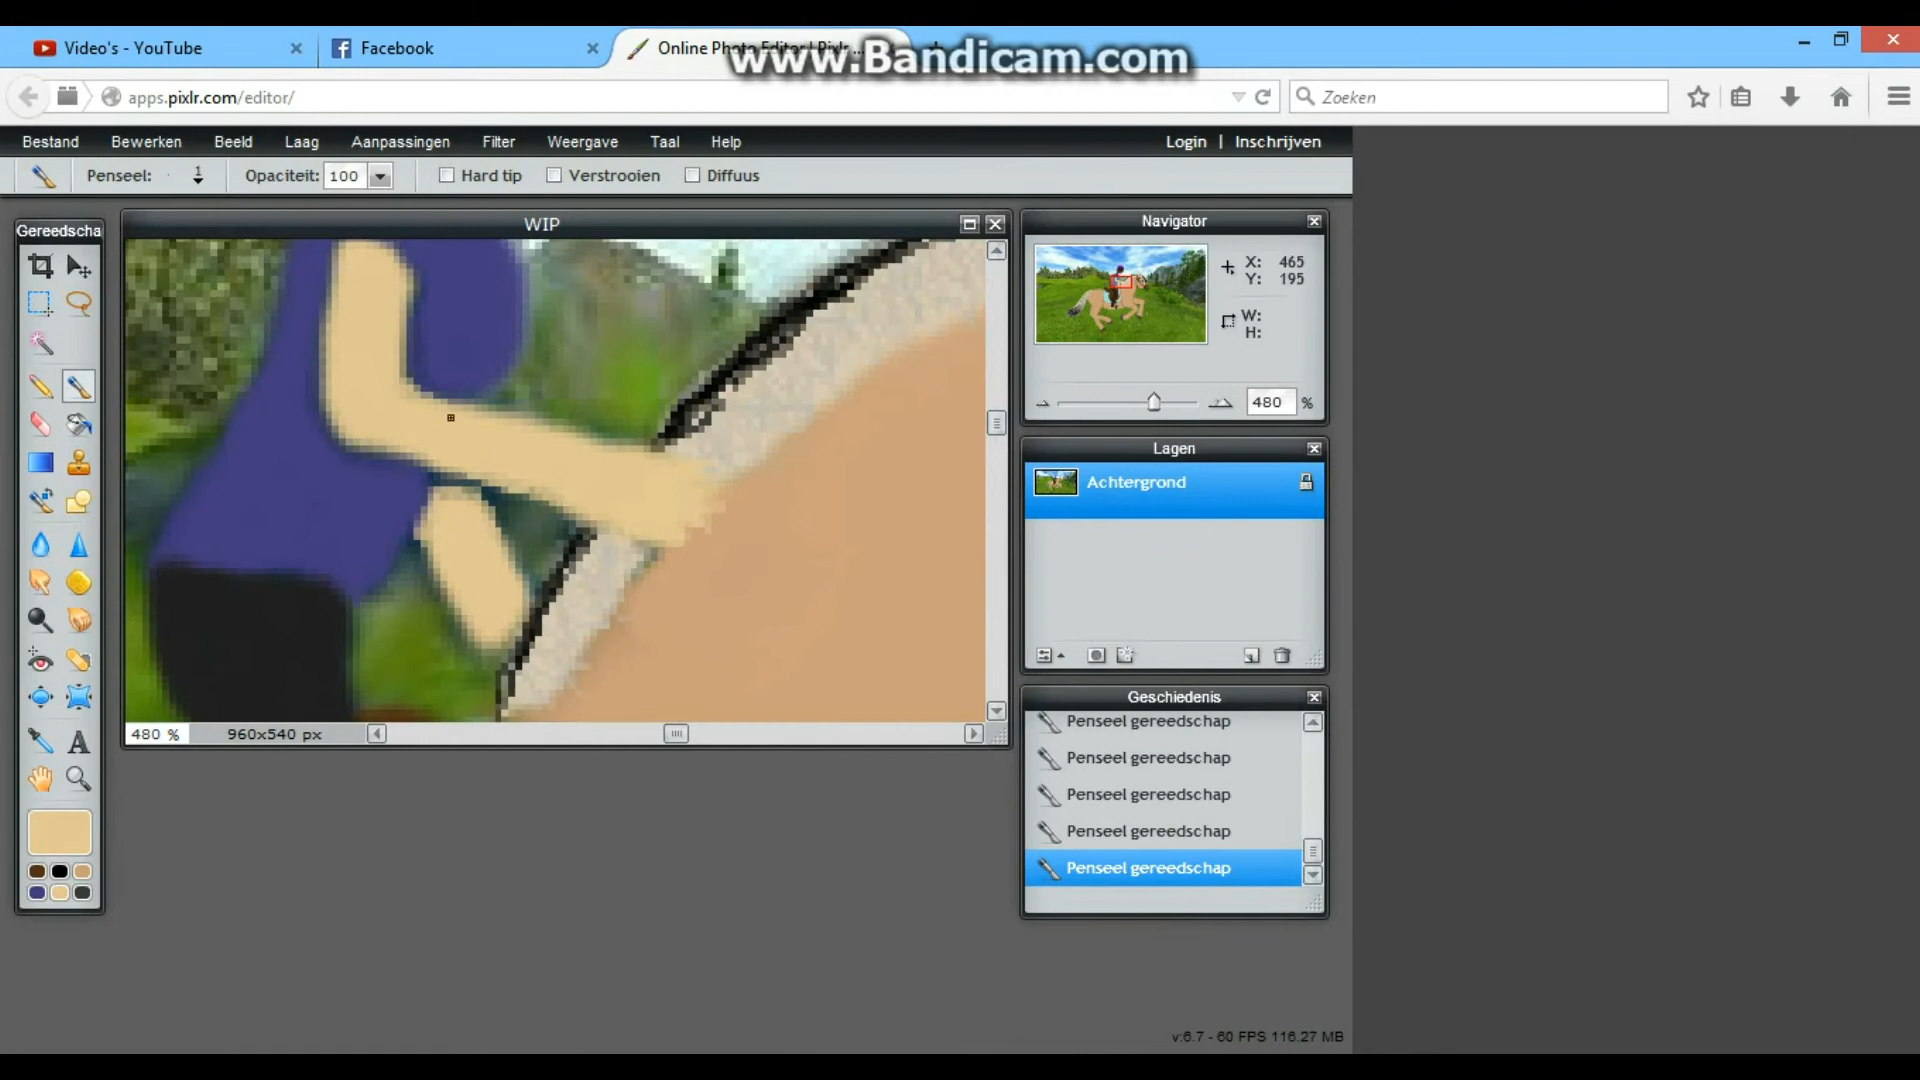 Video's - YouTube
Facebook
Online Photo Editor | Pixlr ...
www.Bandicam.com
apps.pixlr.com/editor/
Zoeken
Bestand Bewerken Beeld Laag Aanpassingen Filter Weergave Taal Help
Login | Inschrijven
Penseel: 1 Opaciteit: 100 Hard tip Verstrooien Diffuus
Gereedscha
WIP
480 % 960x540 px
Navigator
X: 465
Y: 195
W:
H:
480 %
Lagen
Achtergrond
Geschiedenis
Penseel gereedschap
Penseel gereedschap
Penseel gereedschap
Penseel gereedschap
Penseel gereedschap
v:6.7 - 60 FPS 116.27 MB